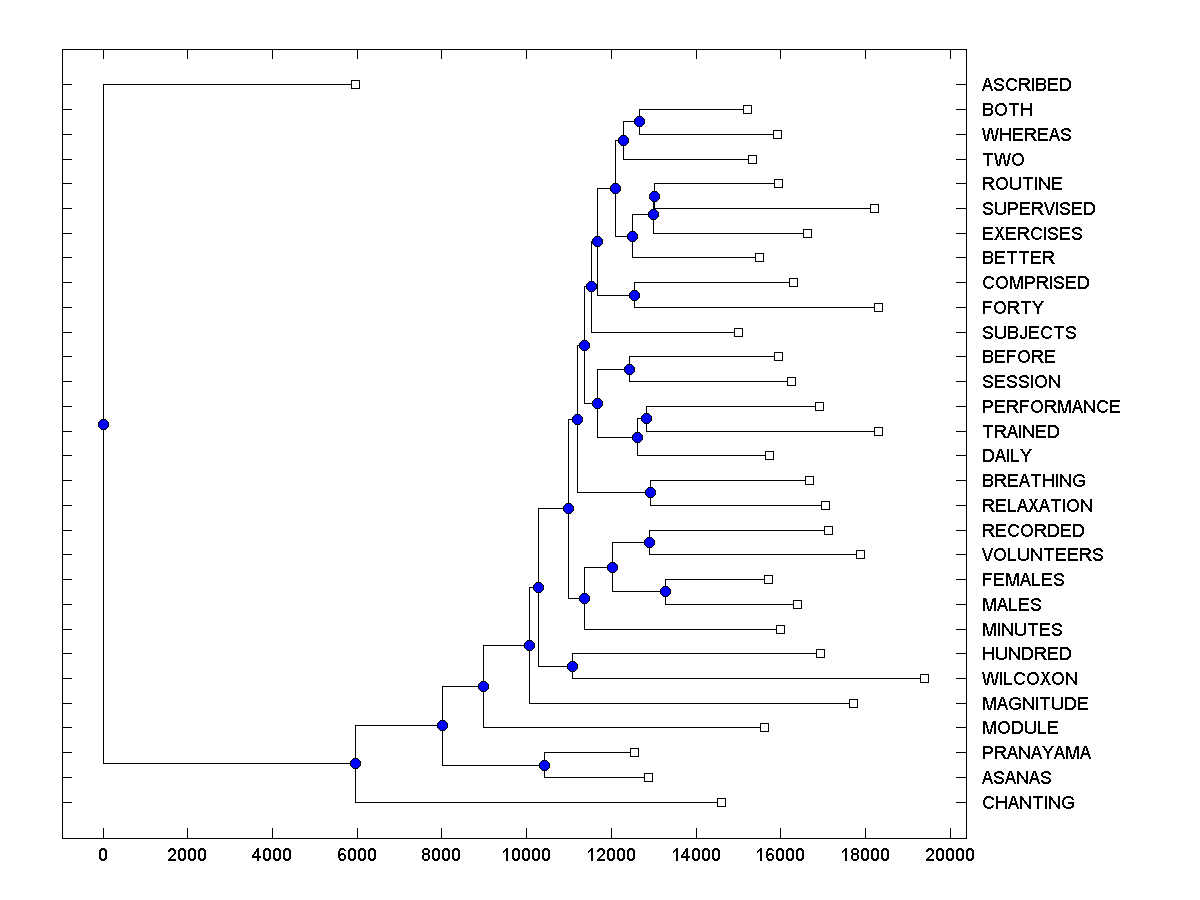 ASCRIBED
BOTH
WHEREAS
TWO
ROUTINE
SUPERVISED
EXERCISES
BETTER
COMPRISED
FORTY
SUBJECTS
BEFORE
SESSION
PERFORMANCE
TRAINED
DAILY
BREATHING
RELAXATION
RECORDED
VOLUNTEERS
FEMALES
MALES
MINUTES
HUNDRED
WILCOXON
MAGNITUDE
MODULE
PRANAYAMA
ASANAS
CHANTING
0 2000 4000 6000 8000 10000 12000 14000 16000 18000 20000